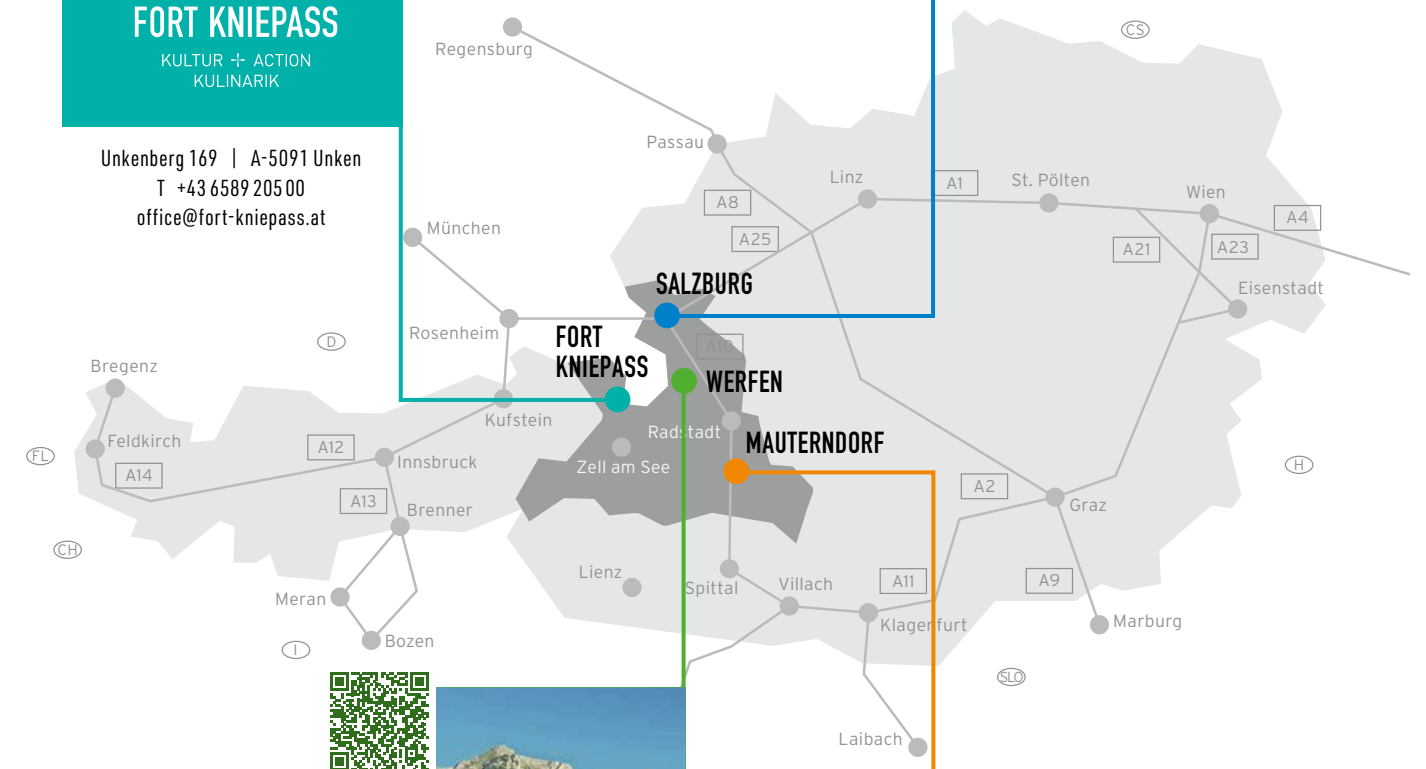 FORT KNIEPASS
KULTUR + ACTION
KULINARIK
Unkenberg 169 | A-5091 Unken
T +43 6589 205 00
office@fort-kniepass.at
Regensburg
CS
Passau
Linz
A1
St. Pölten
Wien
A8
A4
A25
A21
A23
München
Eisenstadt
SALZBURG
Rosenheim
D
FORT
KNIEPASS
A10
Bregenz
WERFEN
Kufstein
Radstadt
Feldkirch
FL
A12
MAUTERNDORF
A14
Innsbruck
Zell am See
H
A13
Brenner
A2
Graz
CH
Lienz
Spittal
Villach
A11
A9
Meran
Klagenfurt
Marburg
Bozen
I
SLO
Laibach